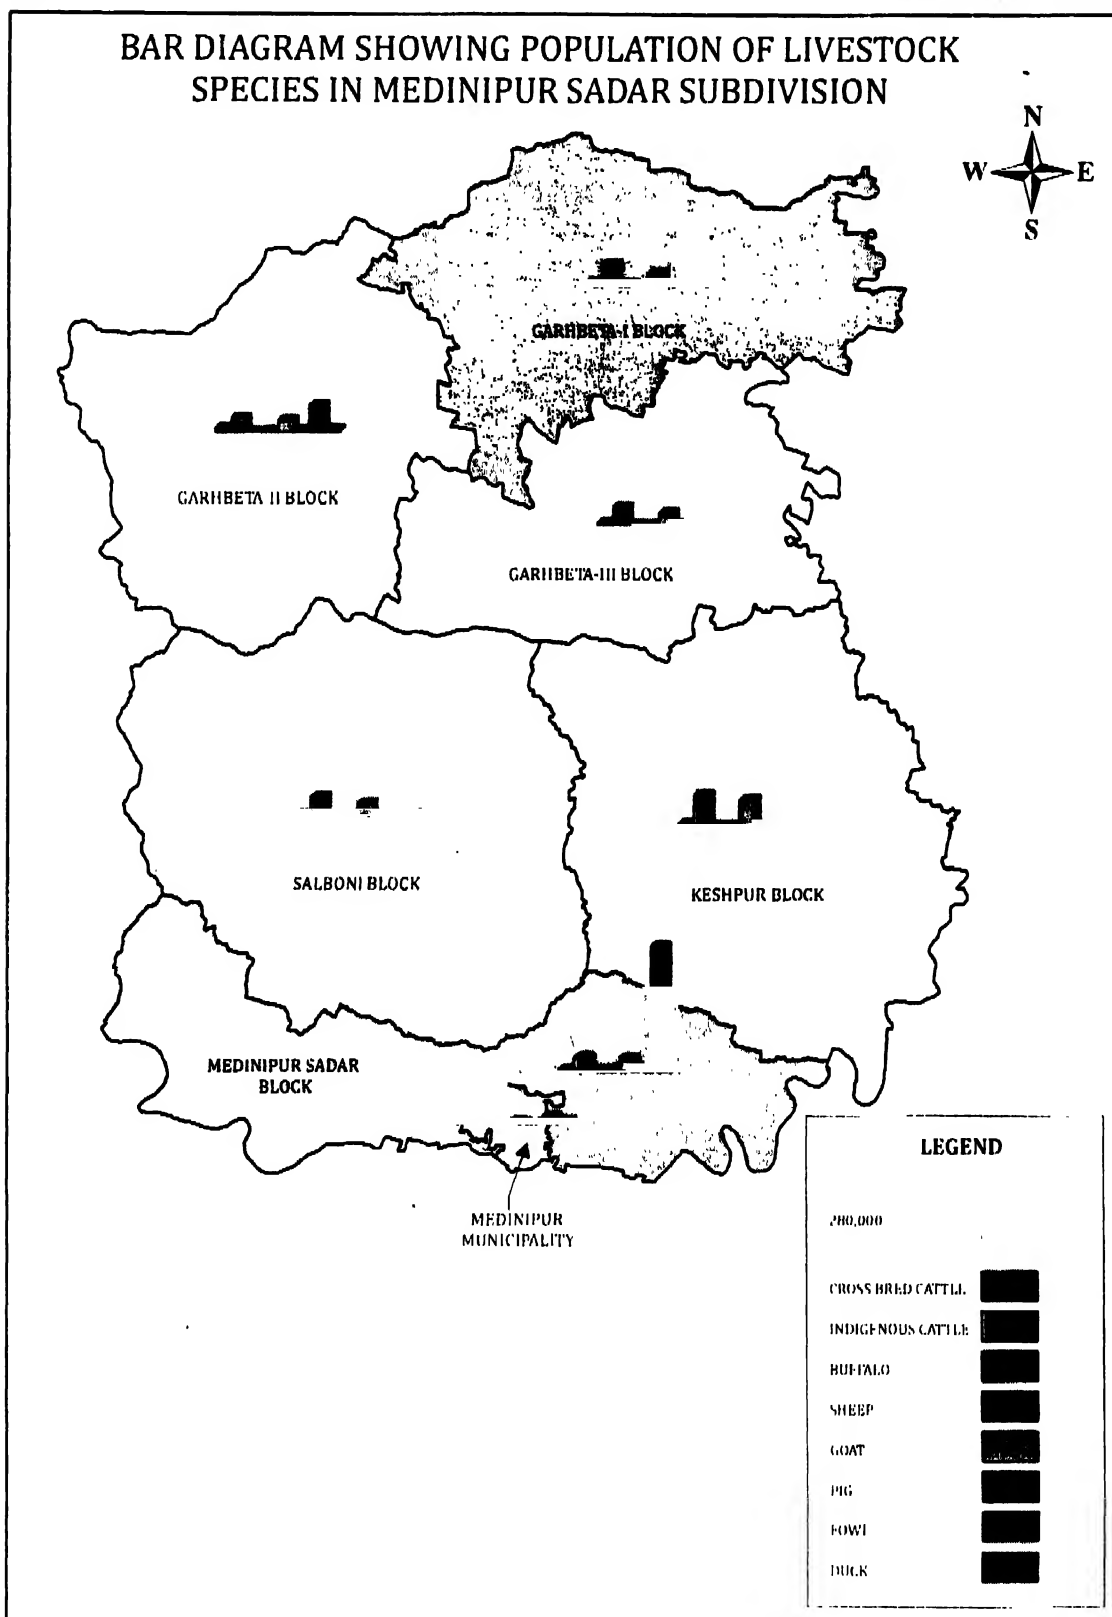 BAR DIAGRAM SHOWING POPULATION OF LIVESTOCK
SPECIES IN MEDINIPUR SADAR SUBDIVISION
N
W E
S
GARHBETA-I BLOCK
GARHBETA-II BLOCK
GARHBETA-III BLOCK
SALBONI BLOCK
KESHPUR BLOCK
MEDINIPUR SADAR
BLOCK
MEDINIPUR
MUNICIPALITY
LEGEND
280,000
CROSS BRED CATTLE
INDIGENOUS CATTLE
BUFFALO
SHEEP
GOAT
PIG
FOWL
DUCK